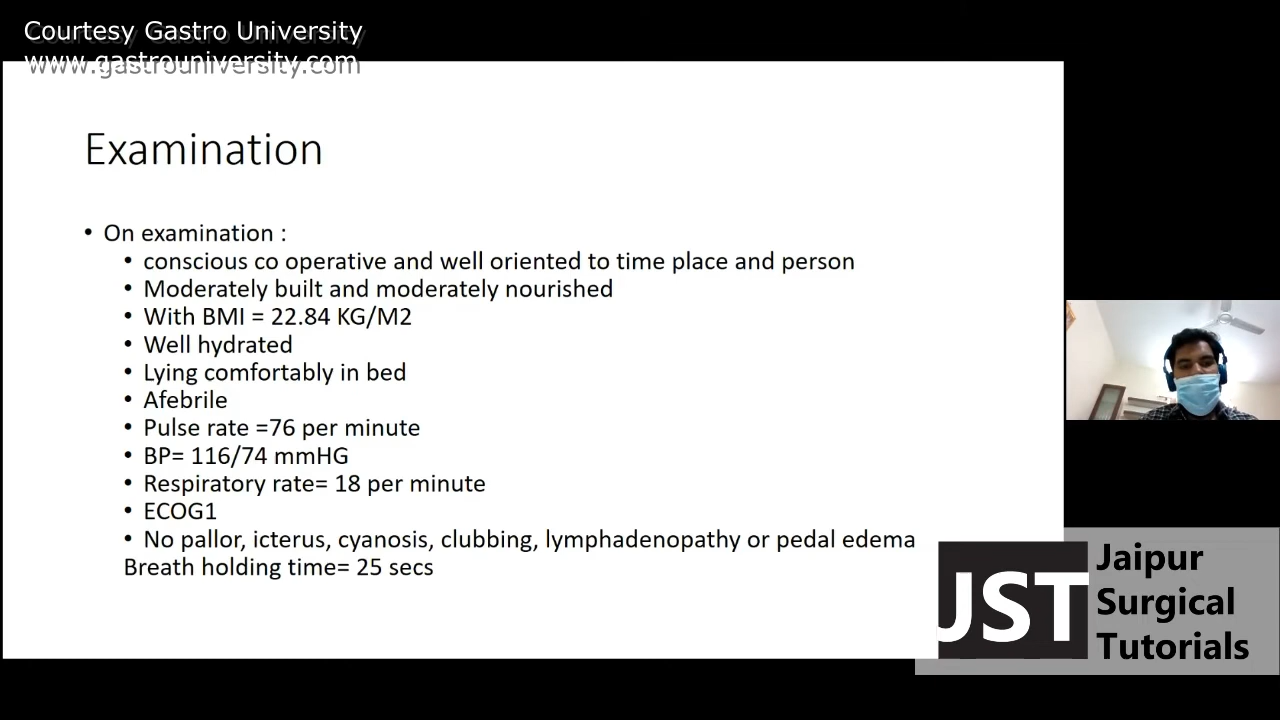 Courtesy Gastro University
www.gastrouniversity.com
Examination
• On examination :
• conscious co operative and well oriented to time place and person
• Moderately built and moderately nourished
• With BMI = 22.84 KG/M2
• Well hydrated
• Lying comfortably in bed
• Afebrile
• Pulse rate =76 per minute
• BP= 116/74 mmHG
• Respiratory rate= 18 per minute
• ECOG1
• No pallor, icterus, cyanosis, clubbing, lymphadenopathy or pedal edema
Breath holding time= 25 secs
JST
Jaipur
Surgical
Tutorials